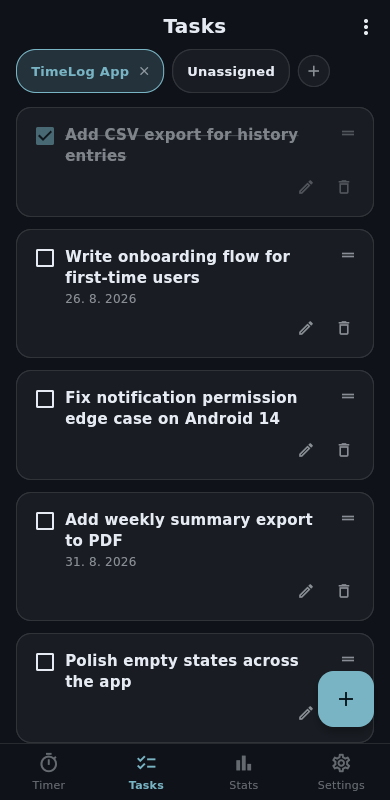 Tasks
TimeLog App
Unassigned
Add CSV export for history
entries
Write onboarding flow for
first-time users
26. 8. 2026
Fix notification permission
edge case on Android 14
Add weekly summary export
to PDF
31. 8. 2026
Polish empty states across
the app
Timer
Tasks
Stats
Settings